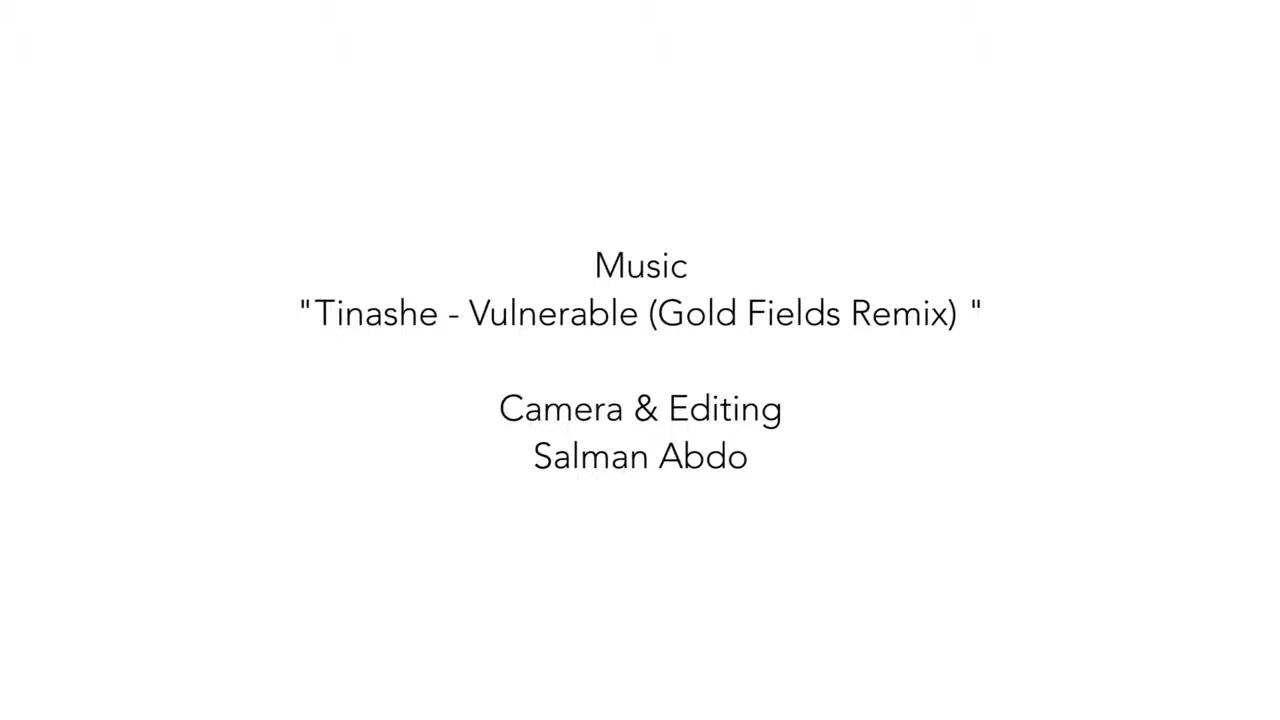 Music
"Tinashe - Vulnerable (Gold Fields Remix) "
Camera & Editing
Salman Abdo